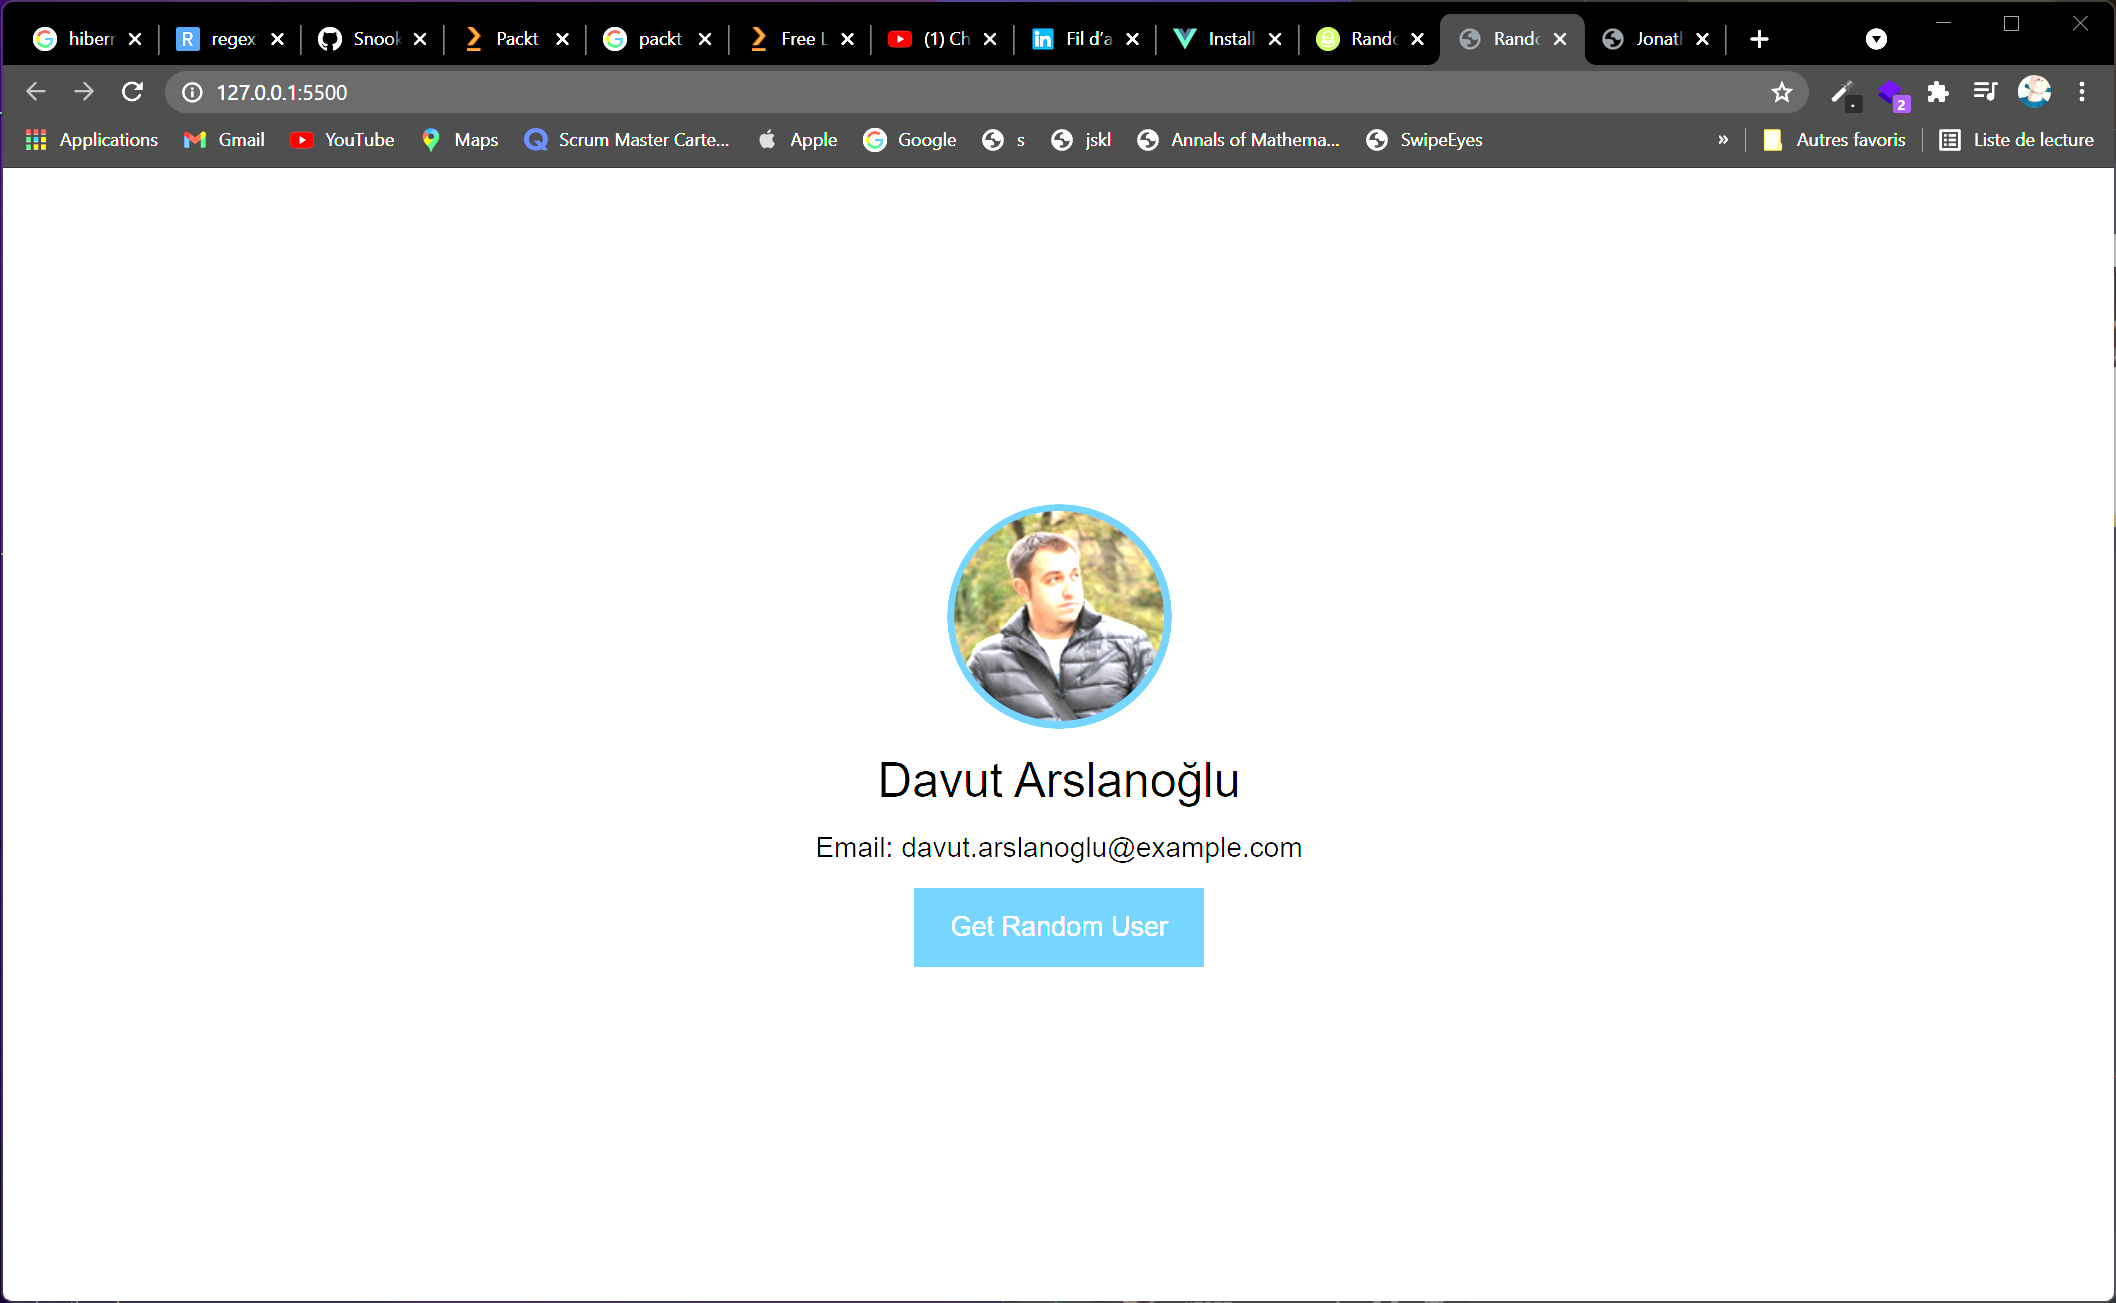 hiberr regex Snook Packt packt Free L (1) Ch Fil d'a Install Rando Rando Jonath
127.0.0.1:5500 2
Applications Gmail YouTube Maps Scrum Master Carte... Apple Google s jskl Annals of Mathema... SwipeEyes » Autres favoris Liste de lecture
Davut Arslanoğlu
Email: davut.arslanoglu@example.com
Get Random User